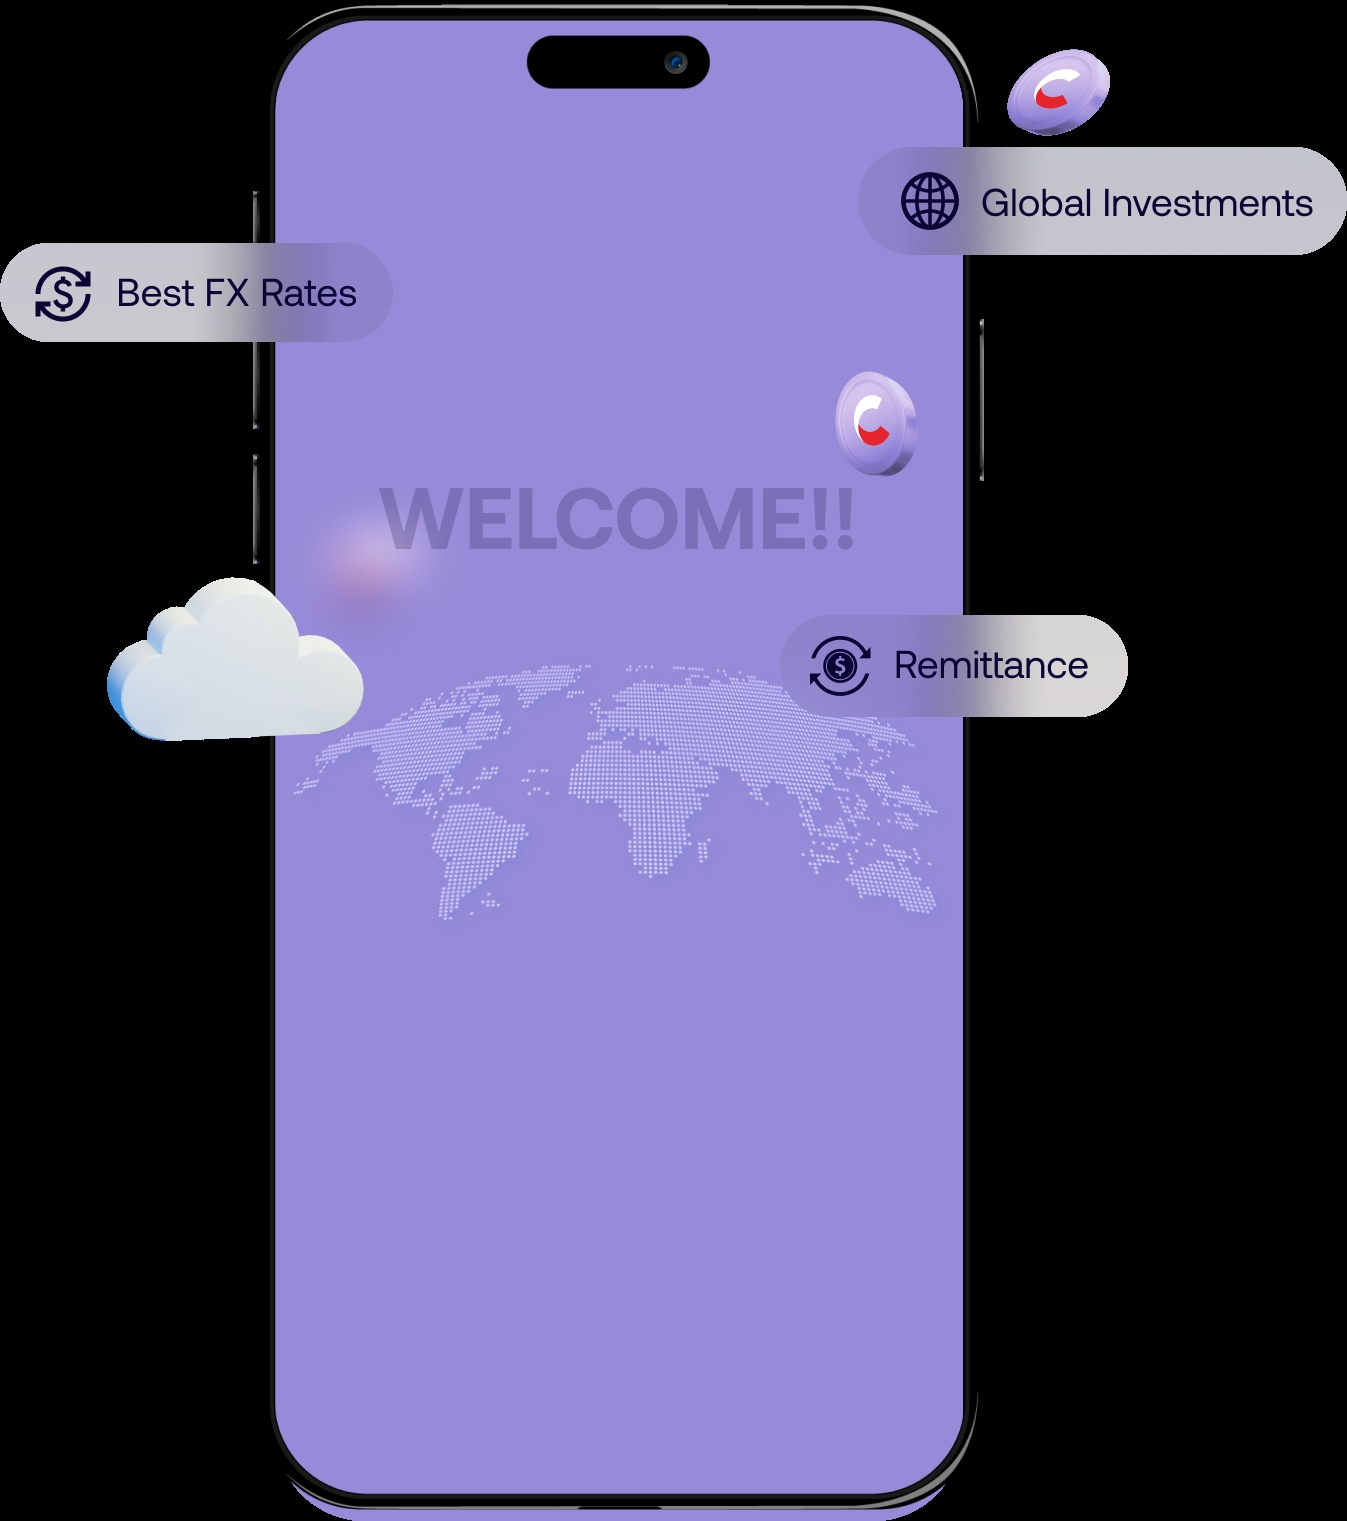 C
Global Investments
Best FX Rates
C
WELCOME!!
Remittance